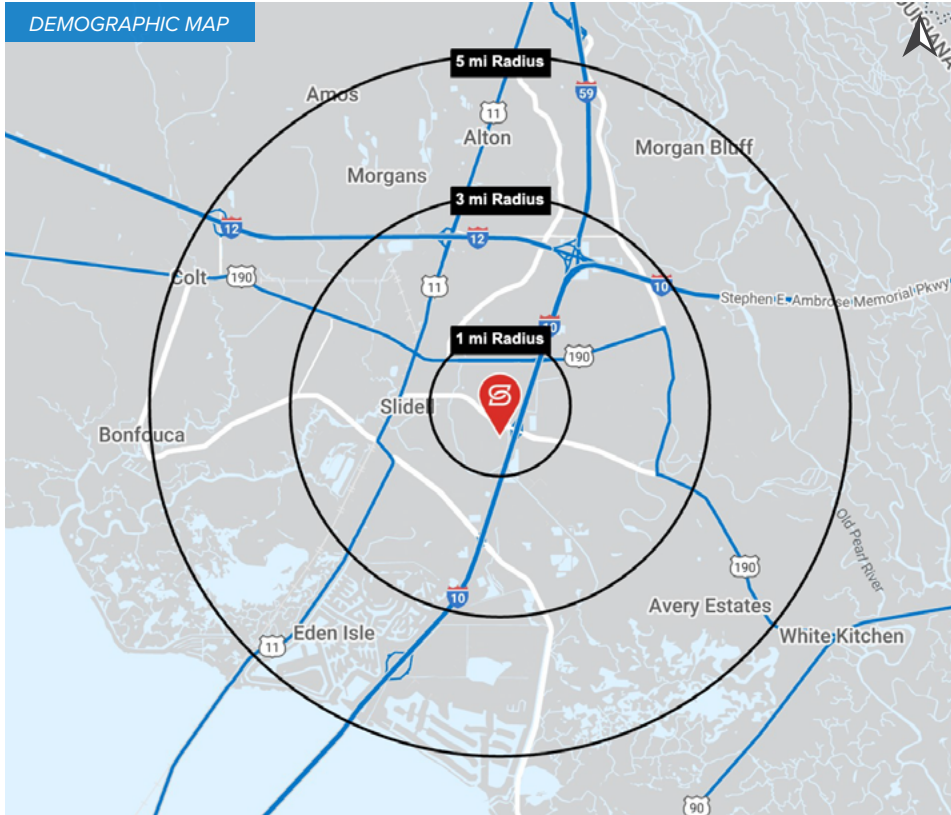 DEMOGRAPHIC MAP
LOUISIANA
5 mi Radius
59
Amos
11
Alton
Morgan Bluff
Morgans
3 mi Radius
12
12
190
Colt
11
10
Stephen E. Ambrose Memorial Pkwy
10
1 mi Radius
190
Slidell
Bonfouca
Old Pearl River
190
10
Avery Estates
Eden Isle
White Kitchen
11
90